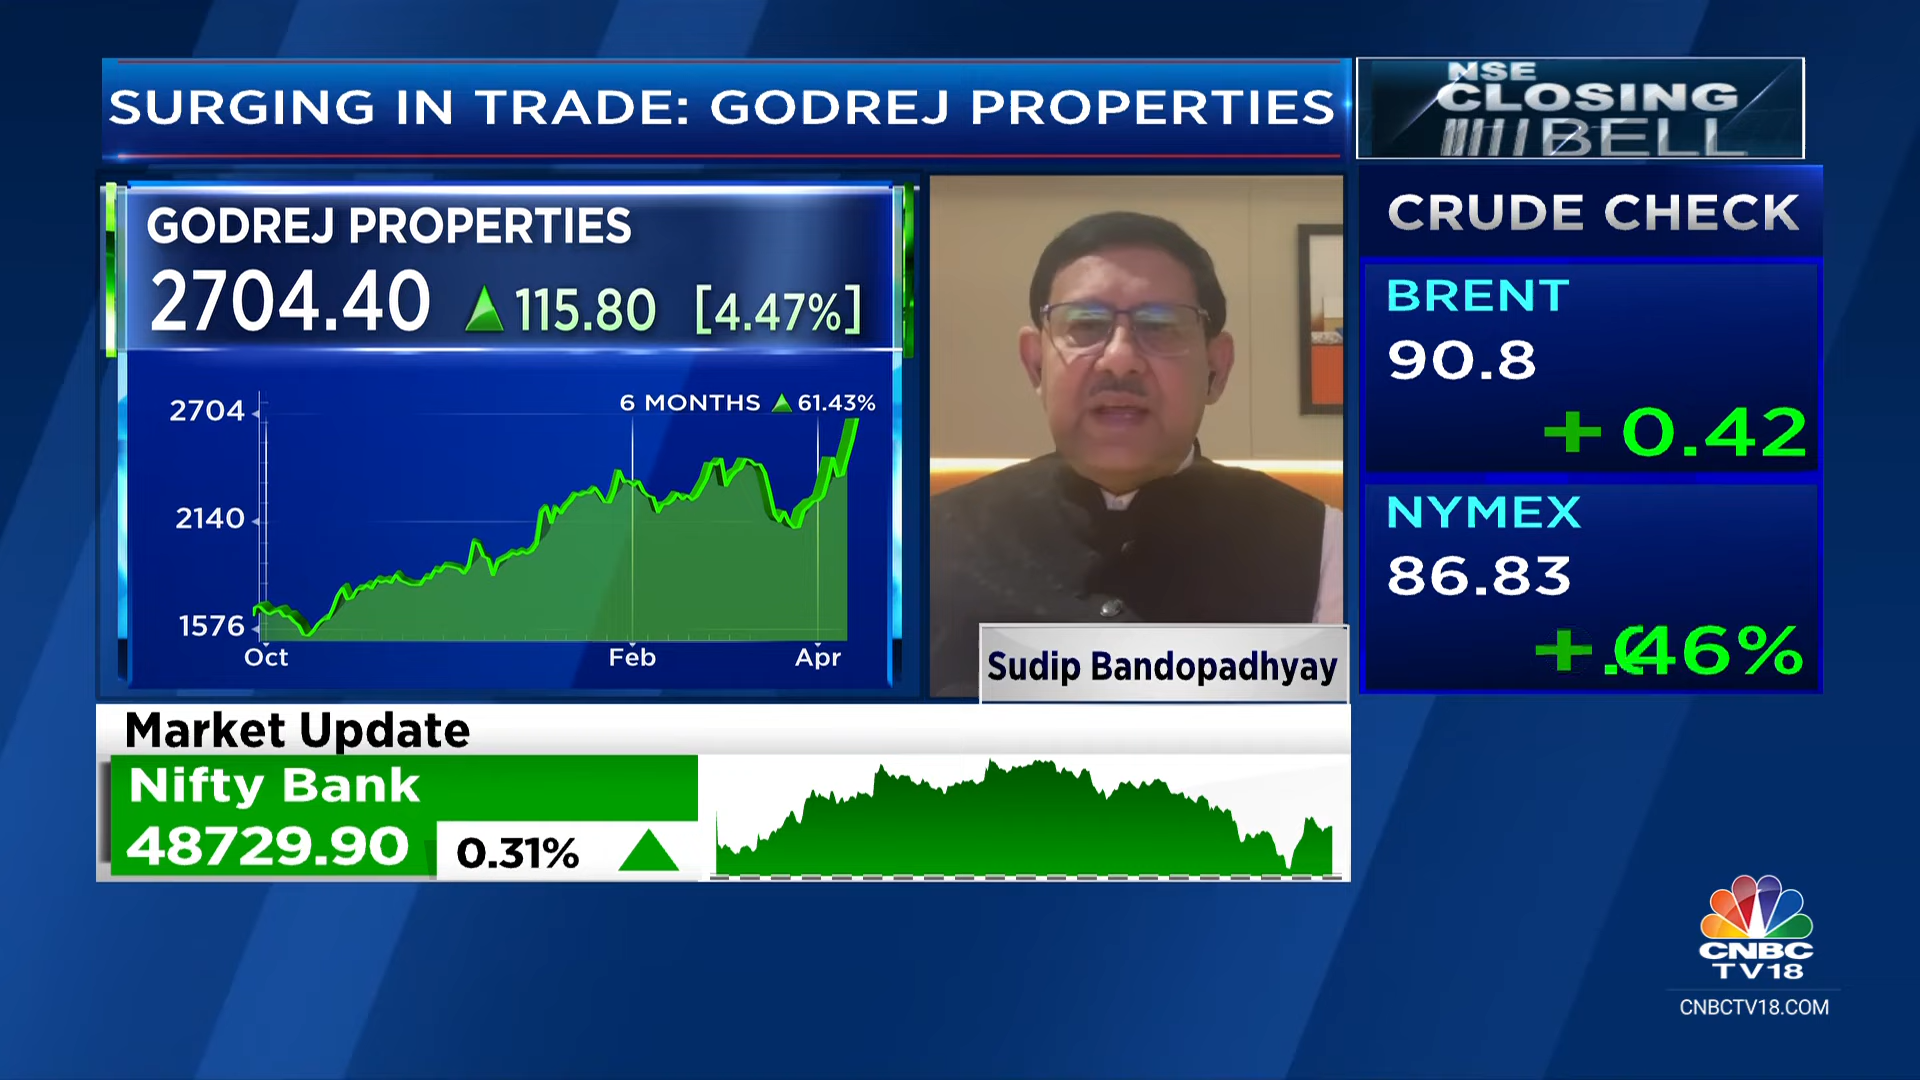 SURGING IN TRADE: GODREJ PROPERTIES
NSE
CLOSING
BELL
GODREJ PROPERTIES
2704.40 ▲ 115.80 [4.47%]
6 MONTHS ▲ 61.43%
2704
2140
1576
Oct Feb Apr
Sudip Bandopadhyay
CRUDE CHECK
BRENT
90.8
+ 0.42
NYMEX
86.83
Market Update
Nifty Bank
48729.90
0.31%
CNBC
TV18
CNBCTV18.COM